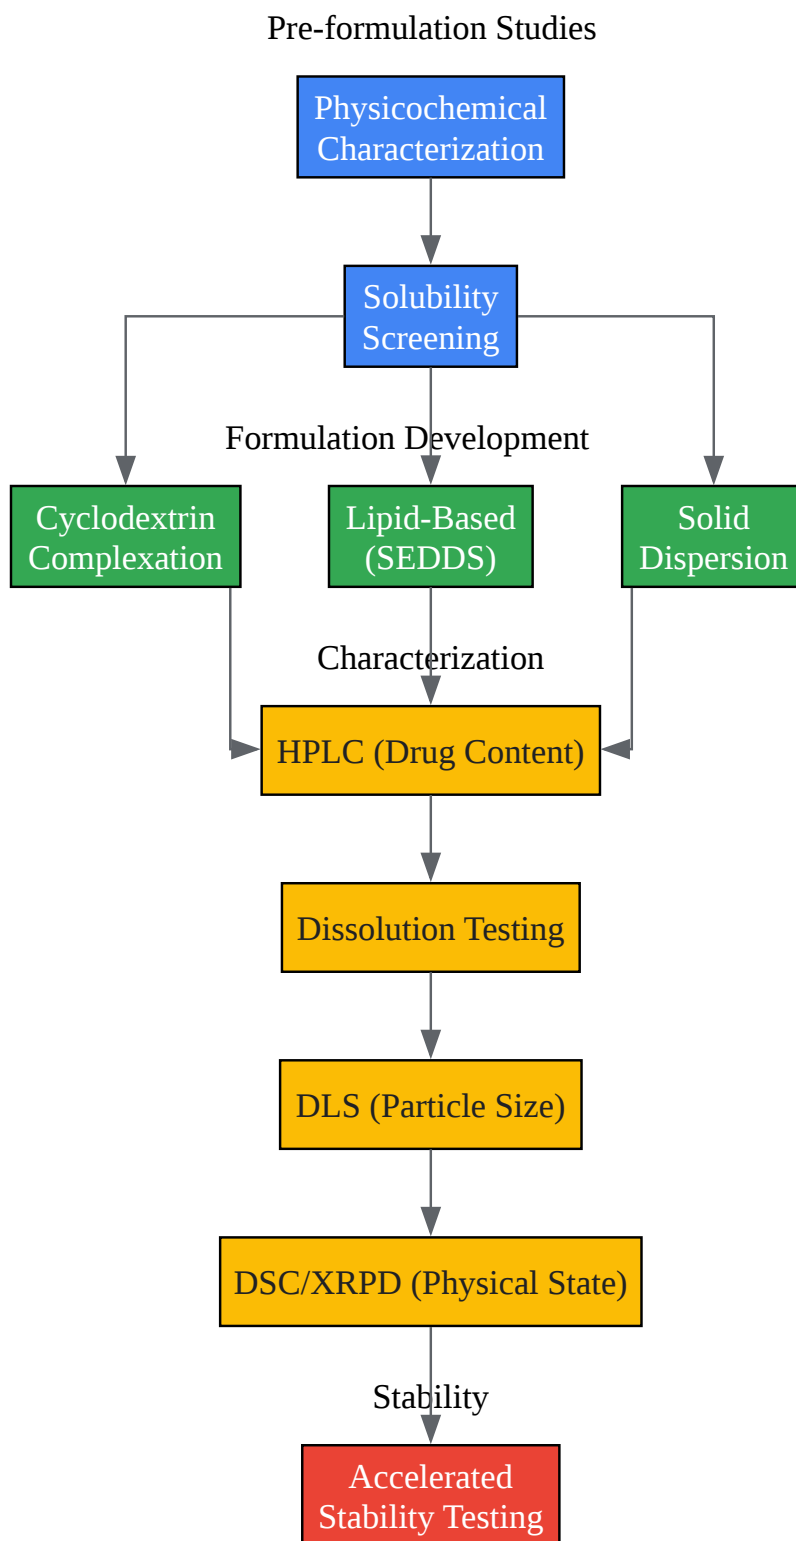 Pre-formulation Studies
Physicochemical
Characterization
Solubility
Screening
Formulation Development
Cyclodextrin
Complexation
Lipid-Based
(SEDDS)
Solid
Dispersion
Characterization
HPLC (Drug Content)
Dissolution Testing
DLS (Particle Size)
DSC/XRPD (Physical State)
Stability
Accelerated
Stability Testing